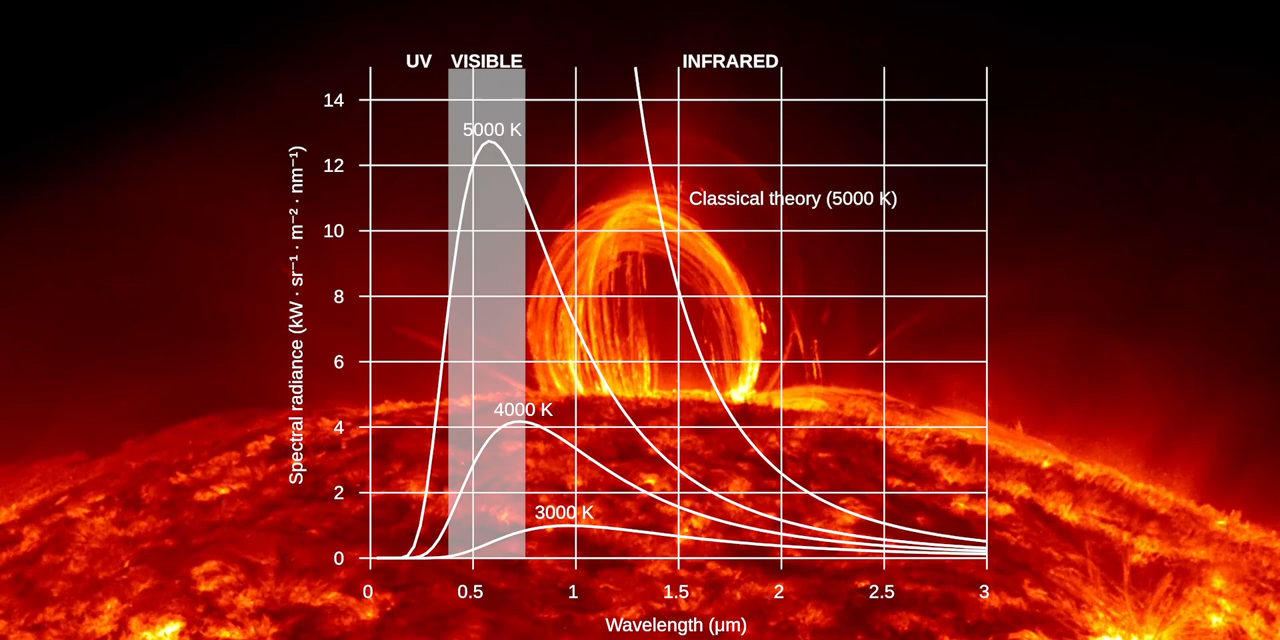 UV VISIBLE INFRARED
14
5000 K
12
Classical theory (5000 K)
10
8
6
4000 K
4
2
3000 K
0
Spectral radiance (kW · sr⁻¹ · m⁻² · nm⁻¹)
0 0.5 1 1.5 2 2.5 3
Wavelength (µm)